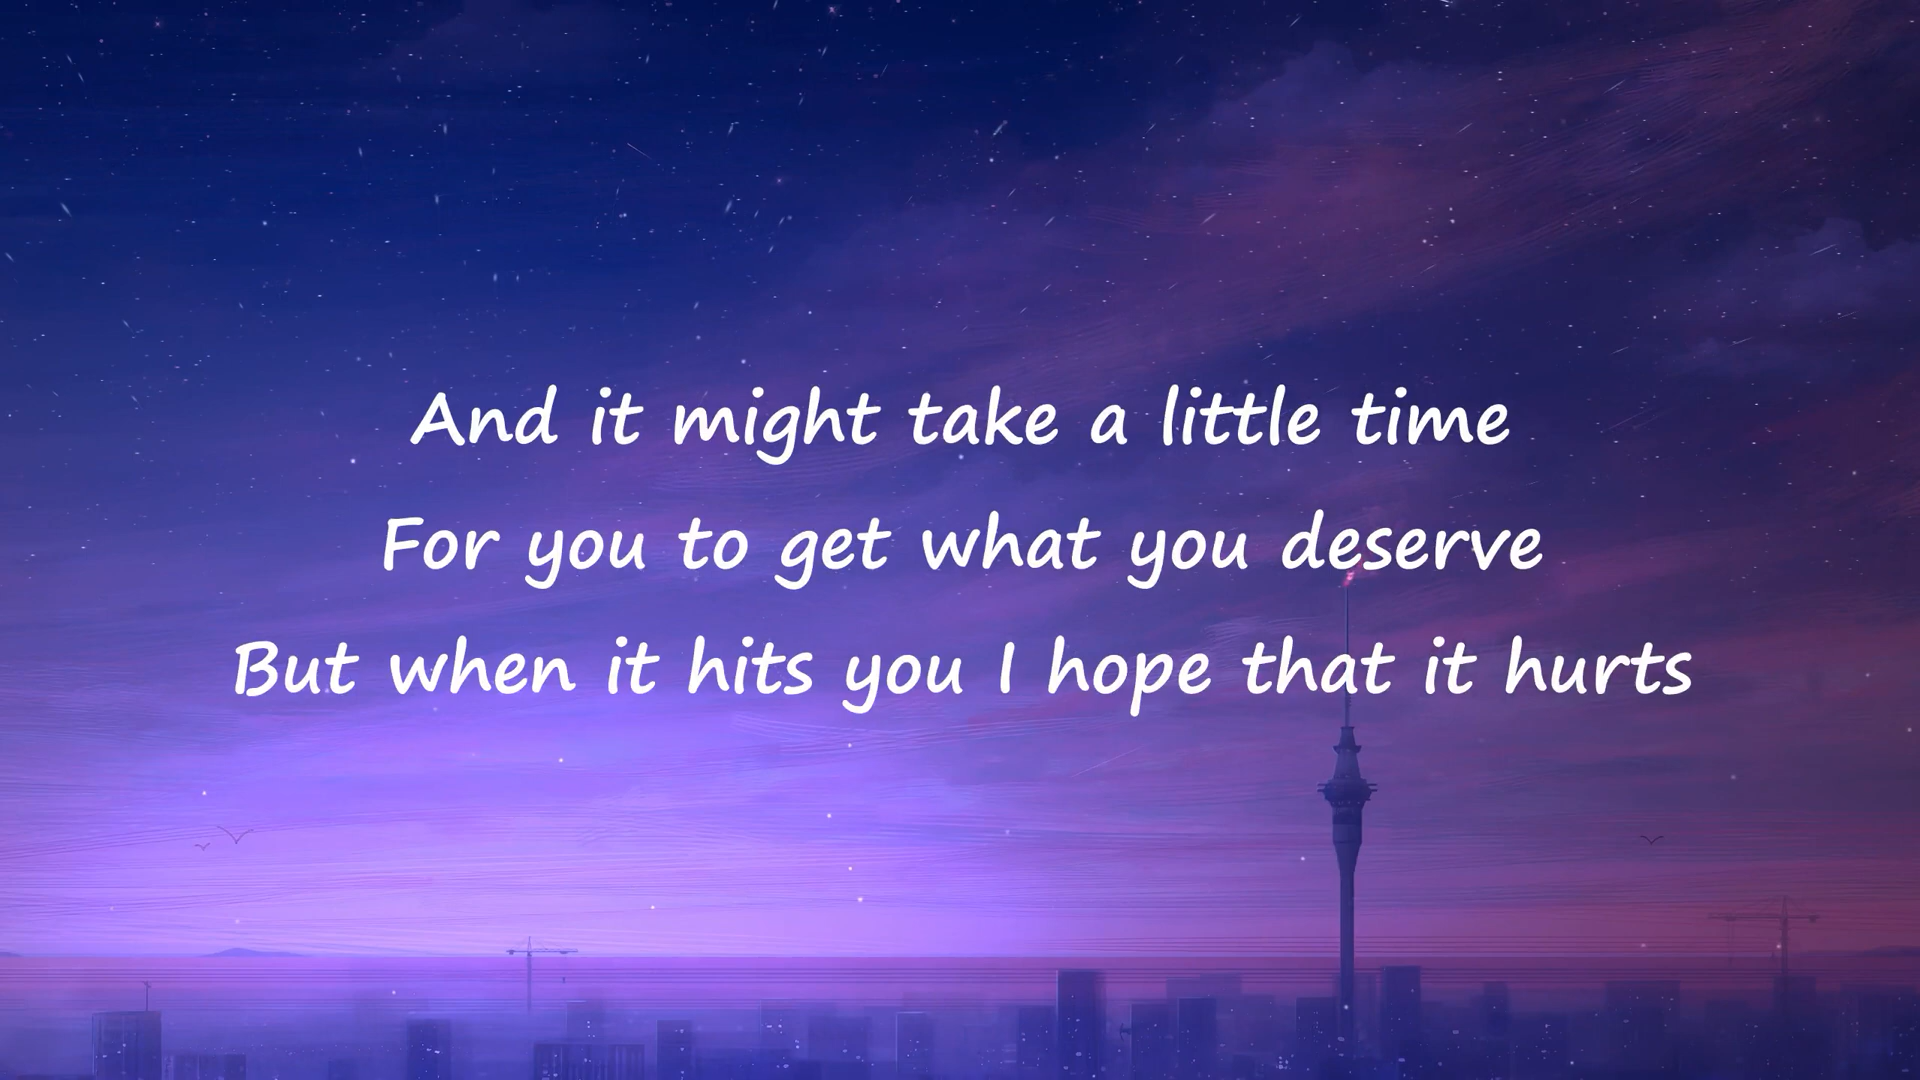 And it might take a little time
For you to get what you deserve
But when it hits you I hope that it hurts